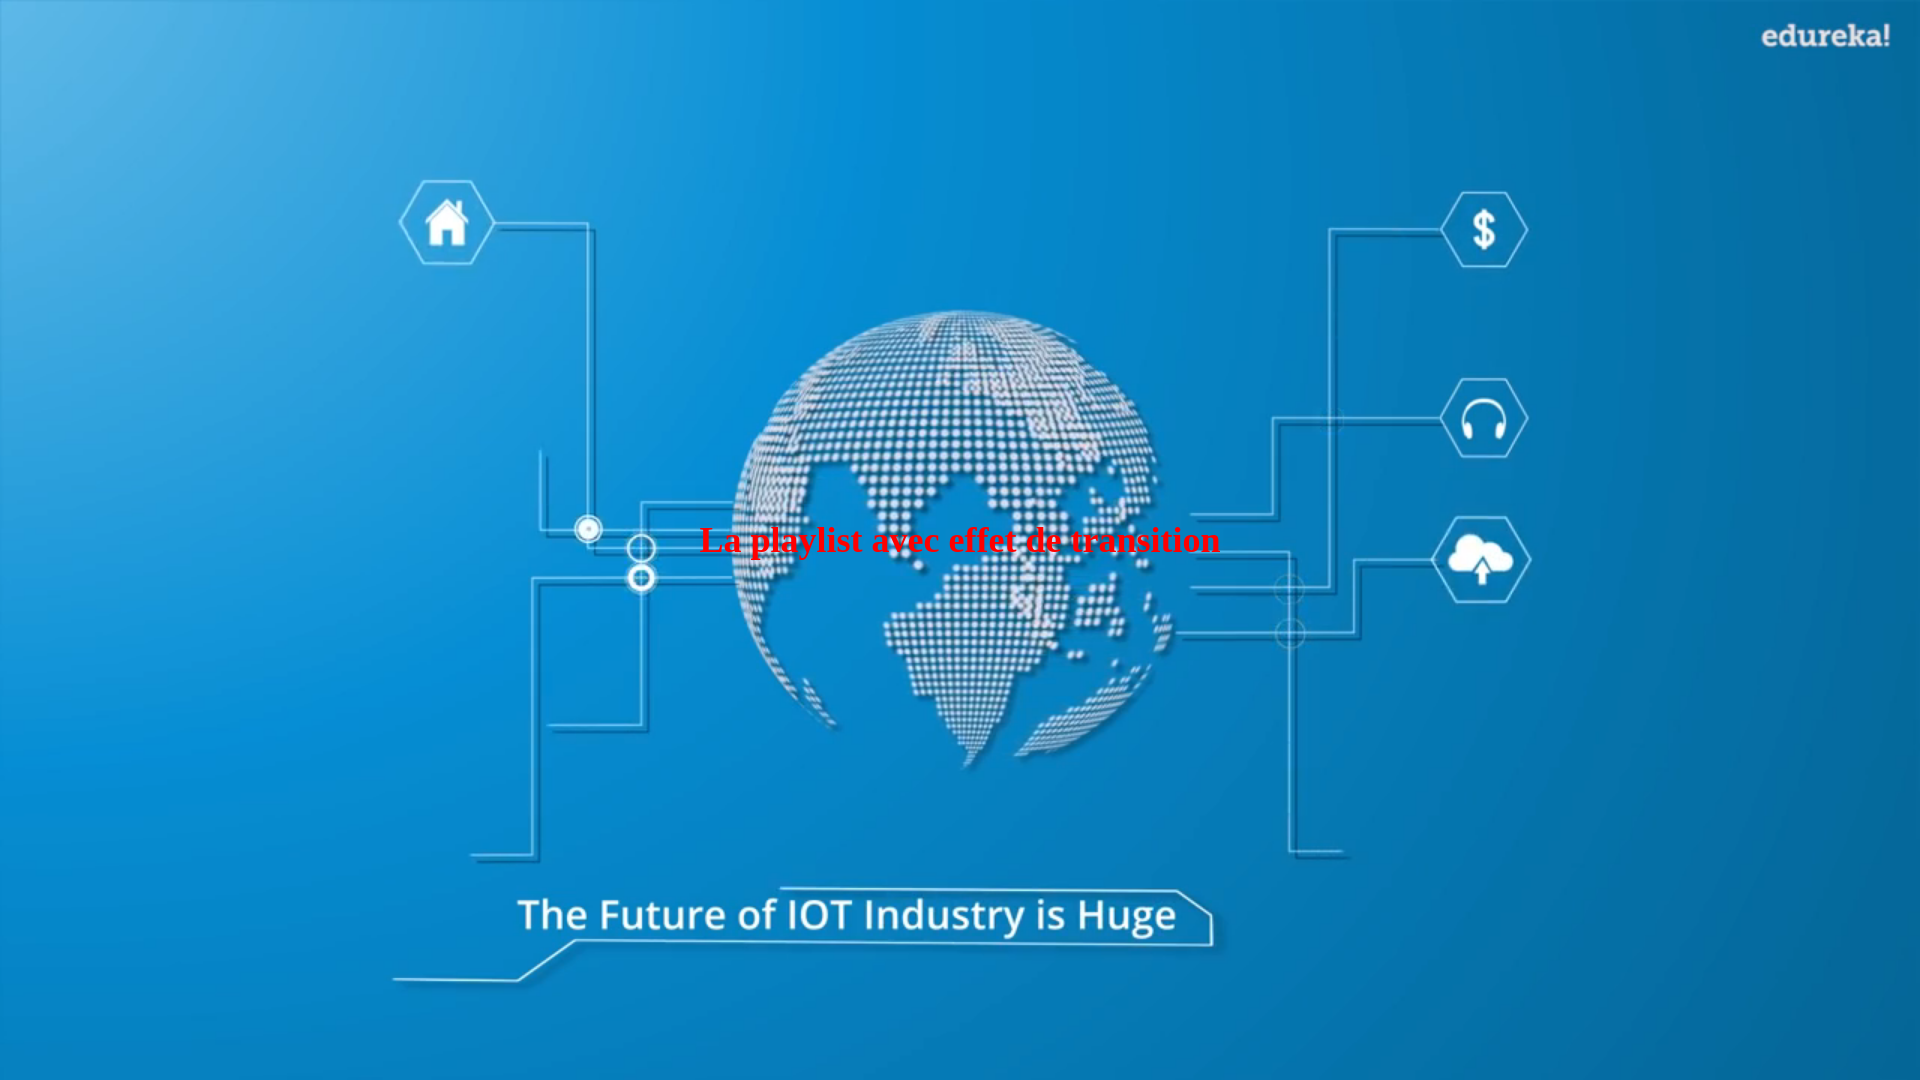 edureka!
La playlist avec effet de transition
The Future of IOT Industry is Huge